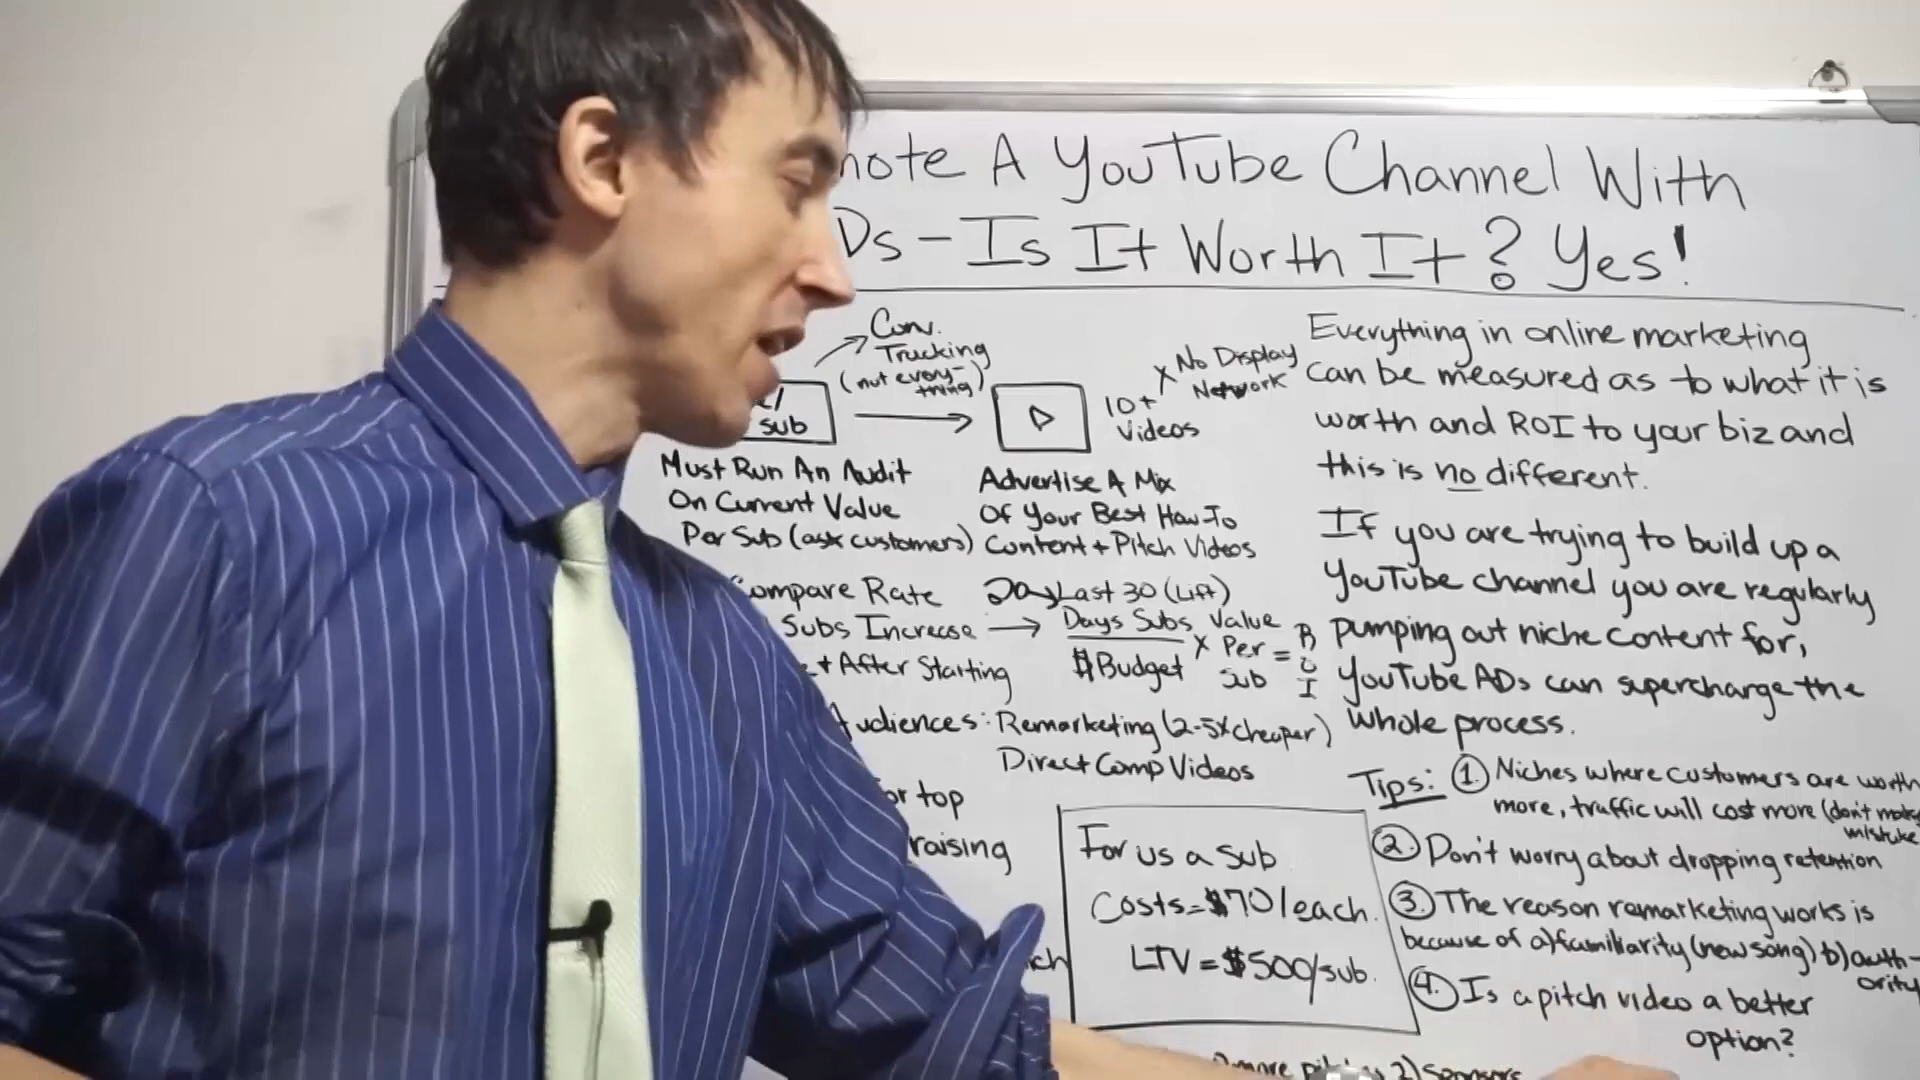 A YouTube Channel With
Ds - Is It Worth It? Yes!
Conv.
Tracking
(not every-
thing)
sub
10+
Videos
x No Display
Network
Must Run An Audit
On Current Value
Per Sub (ask customers)
Advertise A Mix
Of Your Best How-To
Content + Pitch Videos
Compare Rate
Subs Increase →
+ After Starting
Last 30 (Lift)
Days Subs
$Budget
x Value
Per
Sub
= ROI
Audiences: Remarketing (2-5x cheaper)
Direct Comp Videos
or top
raising
For us a sub
Costs = $70/each.
LTV = $500/sub.
Everything in online marketing
can be measured as to what it is
worth and ROI to your biz and
this is no different.
If you are trying to build up a
YouTube channel you are regularly
pumping out niche content for,
YouTube ADs can supercharge the
whole process.
Tips: 1. Niches where customers are worth
more, traffic will cost more (don't make
mistake
2. Don't worry about dropping retention
3. The reason remarketing works is
because of a) familiarity (new song) b) auth-
ority
4. Is a pitch video a better
option?
2) Sponsors